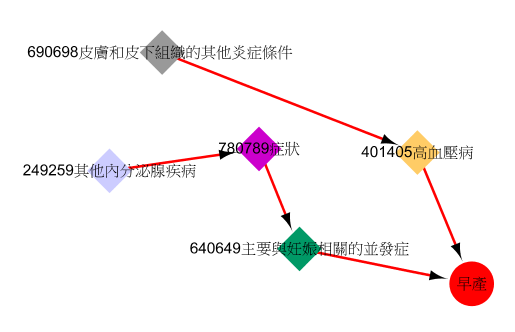 690698皮膚和皮下組織的其他炎症條件
780789症狀
401405高血壓病
249259其他內分泌腺疾病
640649主要與妊娠相關的並發症
早產